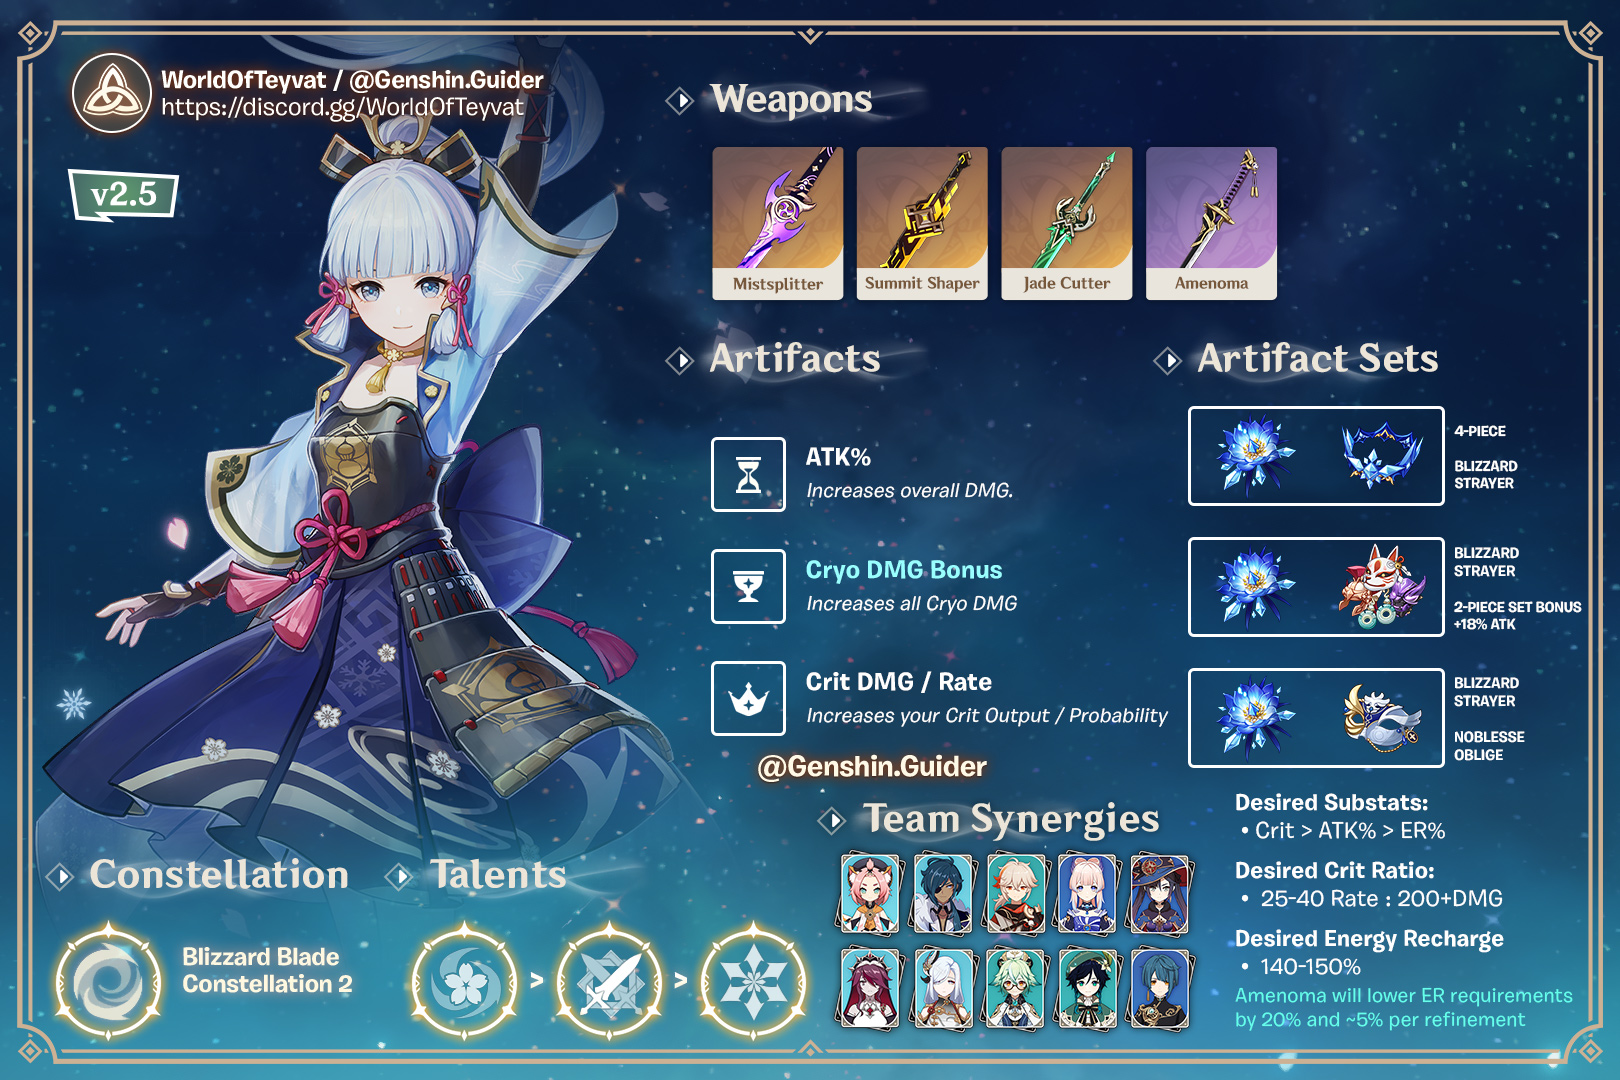 WorldOfTeyvat / @Genshin.Guider
https://discord.gg/WorldOfTeyvat
v2.5
Weapons
Mistsplitter
Summit Shaper
Jade Cutter
Amenoma
Artifacts
ATK%
Increases overall DMG.
Cryo DMG Bonus
Increases all Cryo DMG
Crit DMG / Rate
Increases your Crit Output / Probability
@Genshin.Guider
Artifact Sets
4-PIECE
BLIZZARD
STRAYER
BLIZZARD
STRAYER
2-PIECE SET BONUS
+18% ATK
BLIZZARD
STRAYER
NOBLESSE
OBLIGE
Desired Substats:
• Crit > ATK% > ER%
Desired Crit Ratio:
• 25-40 Rate : 200+DMG
Desired Energy Recharge
• 140-150%
Amenoma will lower ER requirements
by 20% and ~5% per refinement
Team Synergies
Constellation
Blizzard Blade
Constellation 2
Talents
> >